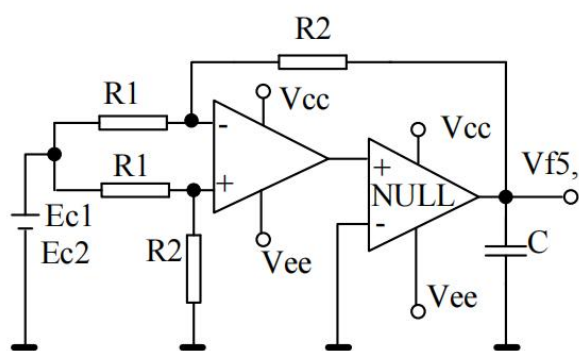 R2
R1
Vcc
-
Vcc
R1
Vf5,
+
+
NULL
-
Ec1
Ec2
R2
Vee
C
Vee